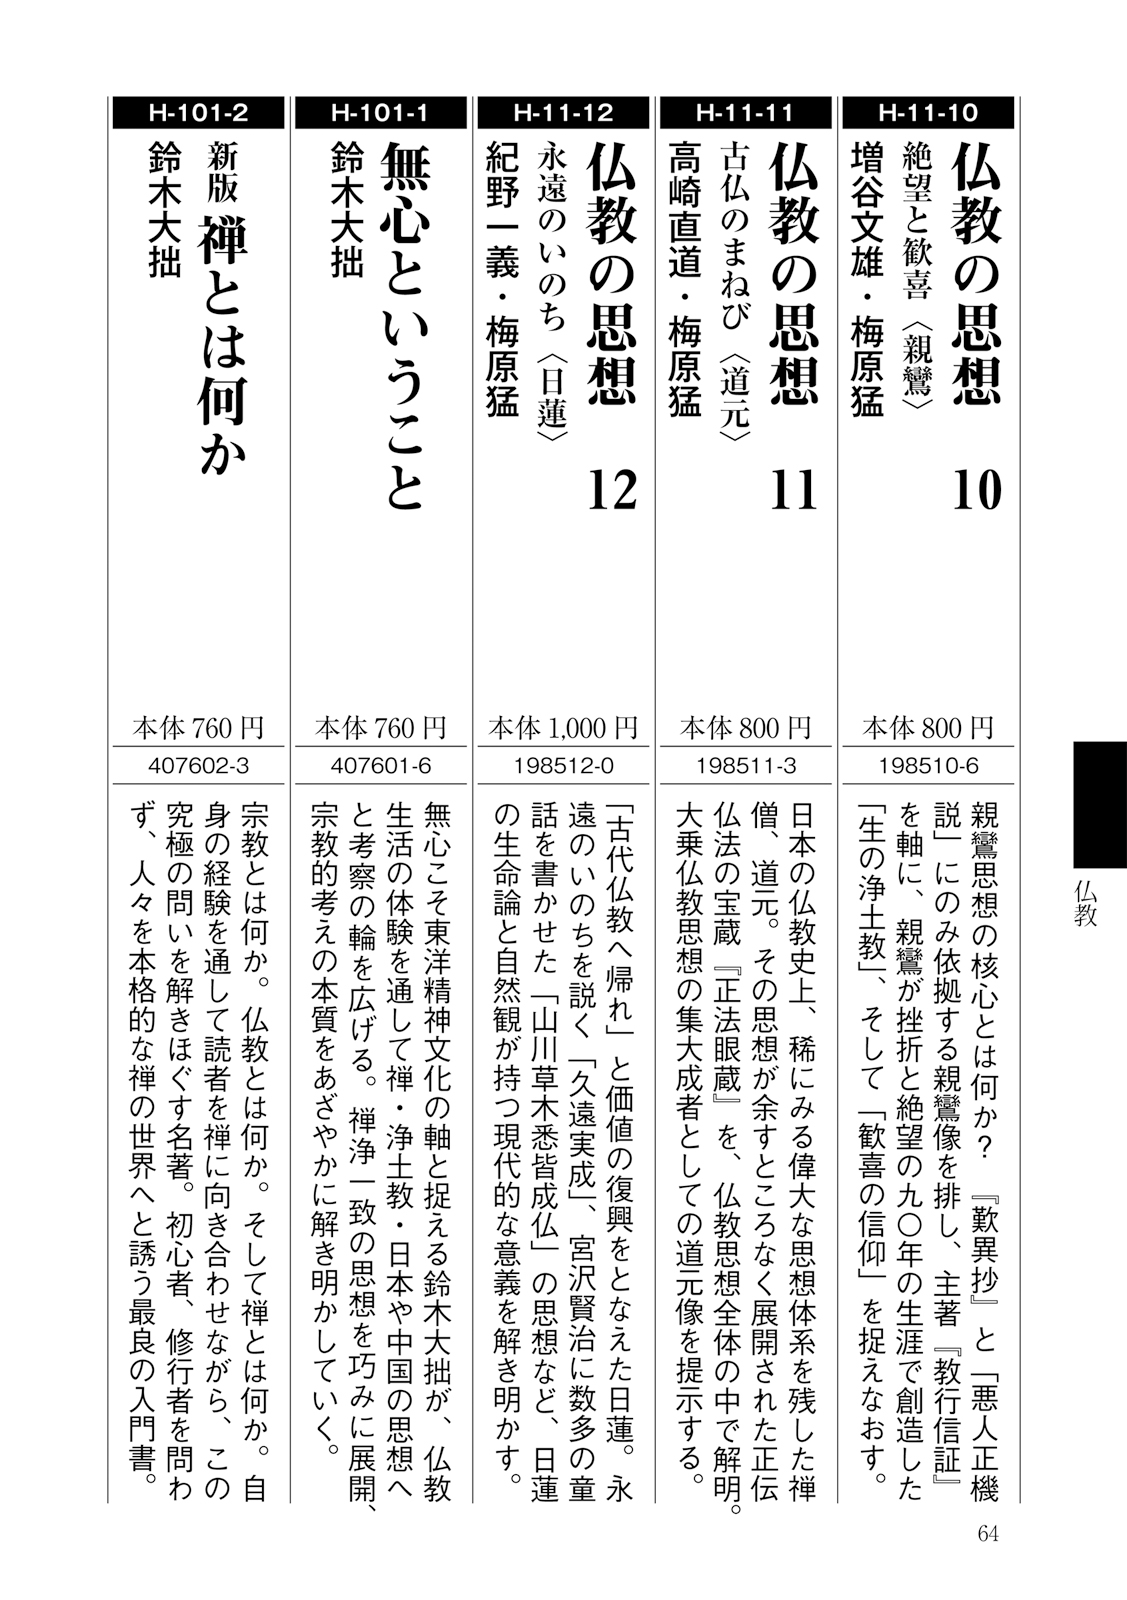 H-11-10
仏教の思想 10
絶望と歓喜〈親鸞〉
増谷文雄・梅原猛
本体 800 円
198510-6
親鸞思想の核心とは何か？ 『歎異抄』と「悪人正機
説」にのみ依拠する親鸞像を排し、主著『教行信証』
を軸に、親鸞が挫折と絶望の九〇年の生涯で創造した
「生の浄土教」、そして「歓喜の信仰」を捉えなおす。
H-11-11
仏教の思想 11
古仏のまねび〈道元〉
高崎直道・梅原猛
本体 800 円
198511-3
日本の仏教史上、稀にみる偉大な思想体系を残した禅
僧、道元。その思想が余すところなく展開された正伝
仏法の宝蔵『正法眼蔵』を、仏教思想全体の中で解明。
大乗仏教思想の集大成者としての道元像を提示する。
H-11-12
仏教の思想 12
永遠のいのち〈日蓮〉
紀野一義・梅原猛
本体 1,000 円
198512-0
「古代仏教へ帰れ」と価値の復興をとなえた日蓮。永
遠のいのちを説く「久遠実成」、宮沢賢治に数多の童
話を書かせた「山川草木悉皆成仏」の思想など、日蓮
の生命論と自然観が持つ現代的な意義を解き明かす。
H-101-1
無心ということ
鈴木大拙
本体 760 円
407601-6
無心こそ東洋精神文化の軸と捉える鈴木大拙が、仏教
生活の体験を通して禅・浄土教・日本や中国の思想へ
と考察の輪を広げる。禅浄一致の思想を巧みに展開、
宗教的考えの本質をあざやかに解き明かしていく。
H-101-2
新版 禅とは何か
鈴木大拙
本体 760 円
407602-3
宗教とは何か。仏教とは何か。そして禅とは何か。自
身の経験を通して読者を禅に向き合わせながら、この
究極の問いを解きほぐす名著。初心者、修行者を問わ
ず、人々を本格的な禅の世界へと誘う最良の入門書。
仏教
64